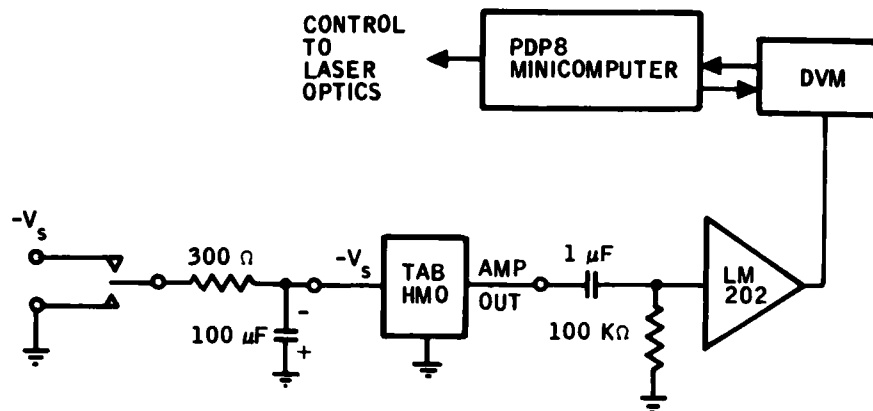 CONTROL
TO
LASER
OPTICS
PDP8
MINICOMPUTER
DVM
-Vs
300 Ω
-
100 µF
+
-Vs
TAB
HMO
AMP
OUT
1 µF
100 KΩ
LM
202